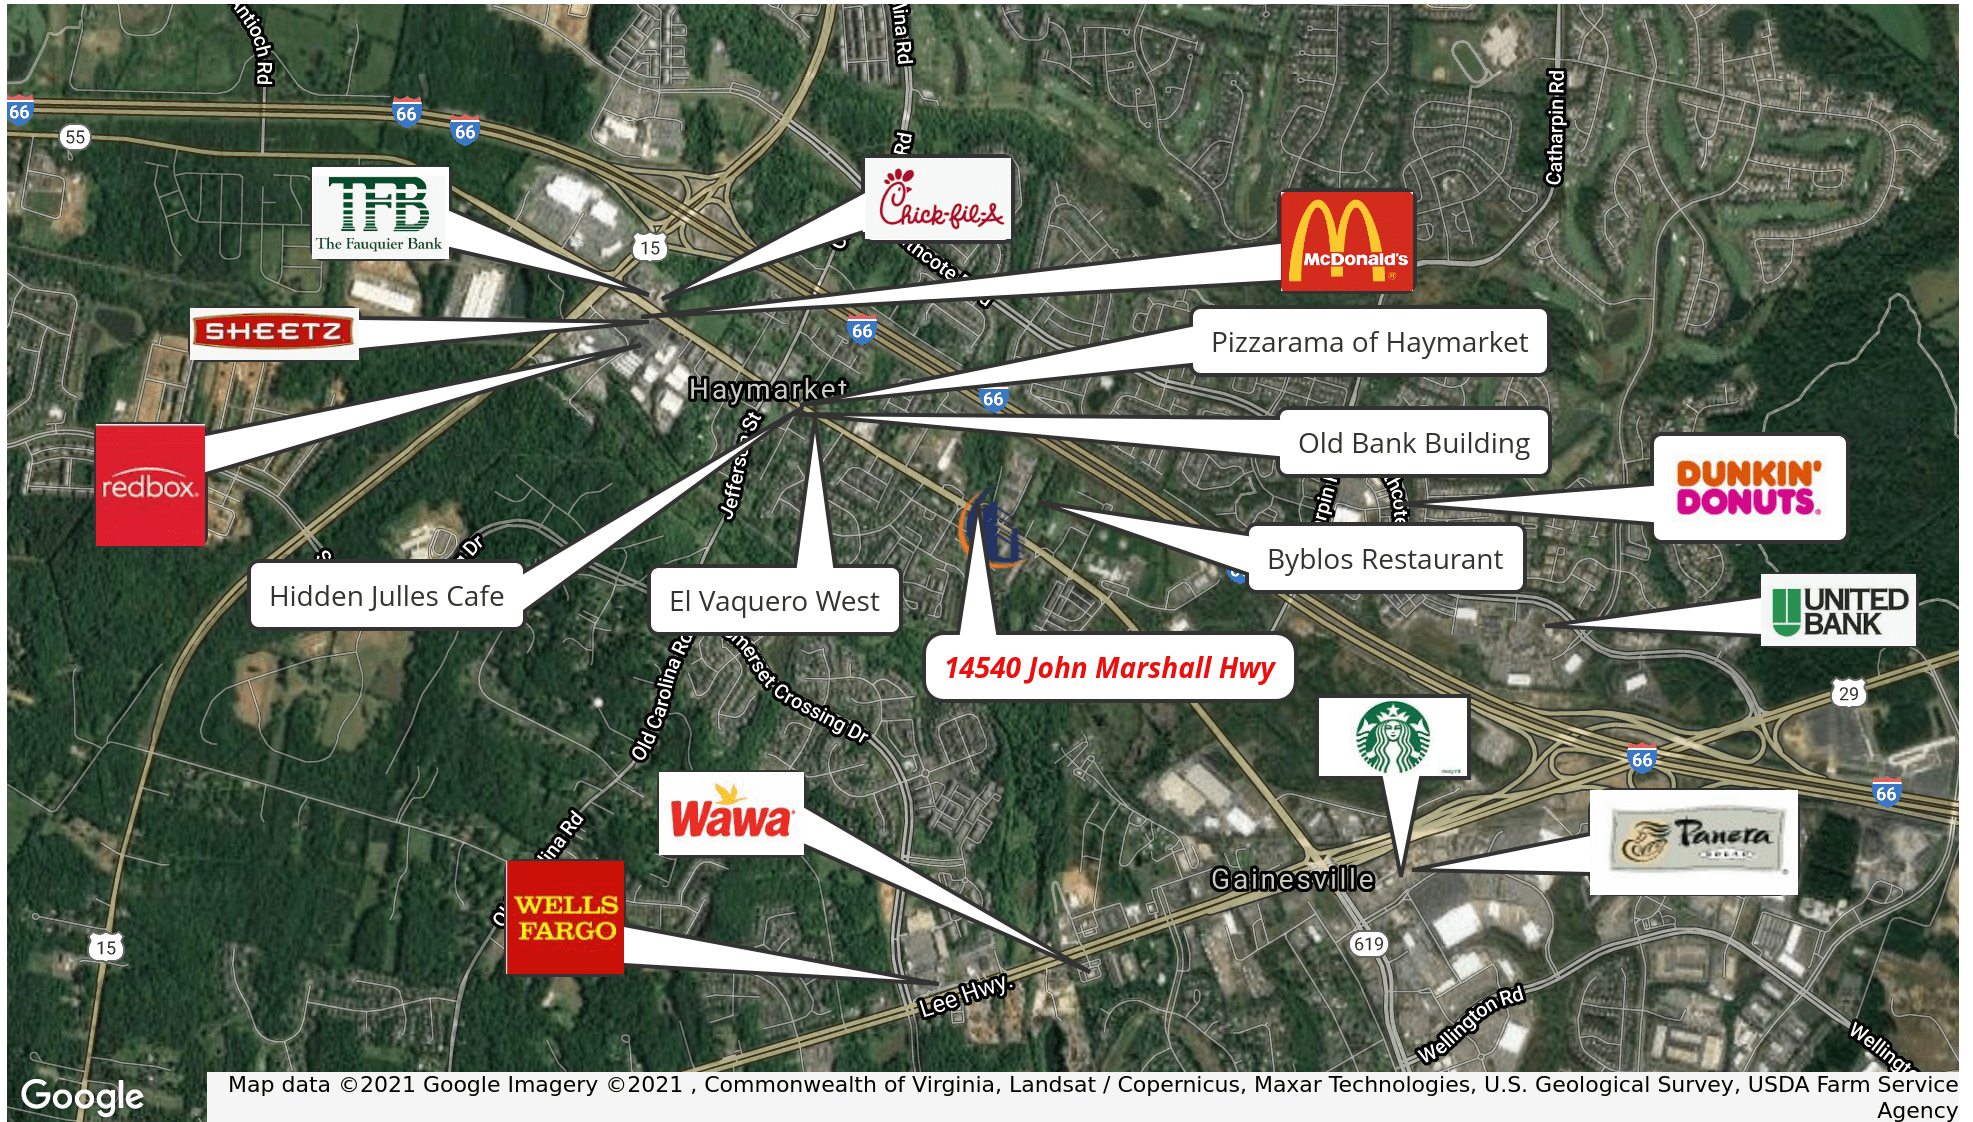 Antioch Rd
66
66
66
55
Rd
Catharpin Rd
TFB
The Fauquier Bank
Chick-fil-A
15
McDonald's
SHEETZ
66
Pizzarama of Haymarket
Haymarket
66
Old Bank Building
redbox.
Jefferson St
DUNKIN'
DONUTS.
Byblos Restaurant
Dr
Hidden Julles Cafe
El Vaquero West
UNITED
BANK
14540 John Marshall Hwy
Old Carolina Rd
29
66
66
Wawa
Panera
BREAD
Gainesville
WELLS
FARGO
15
619
Lee Hwy.
Wellington Rd
Google
Map data ©2021 Google Imagery ©2021 , Commonwealth of Virginia, Landsat / Copernicus, Maxar Technologies, U.S. Geological Survey, USDA Farm Service
Agency